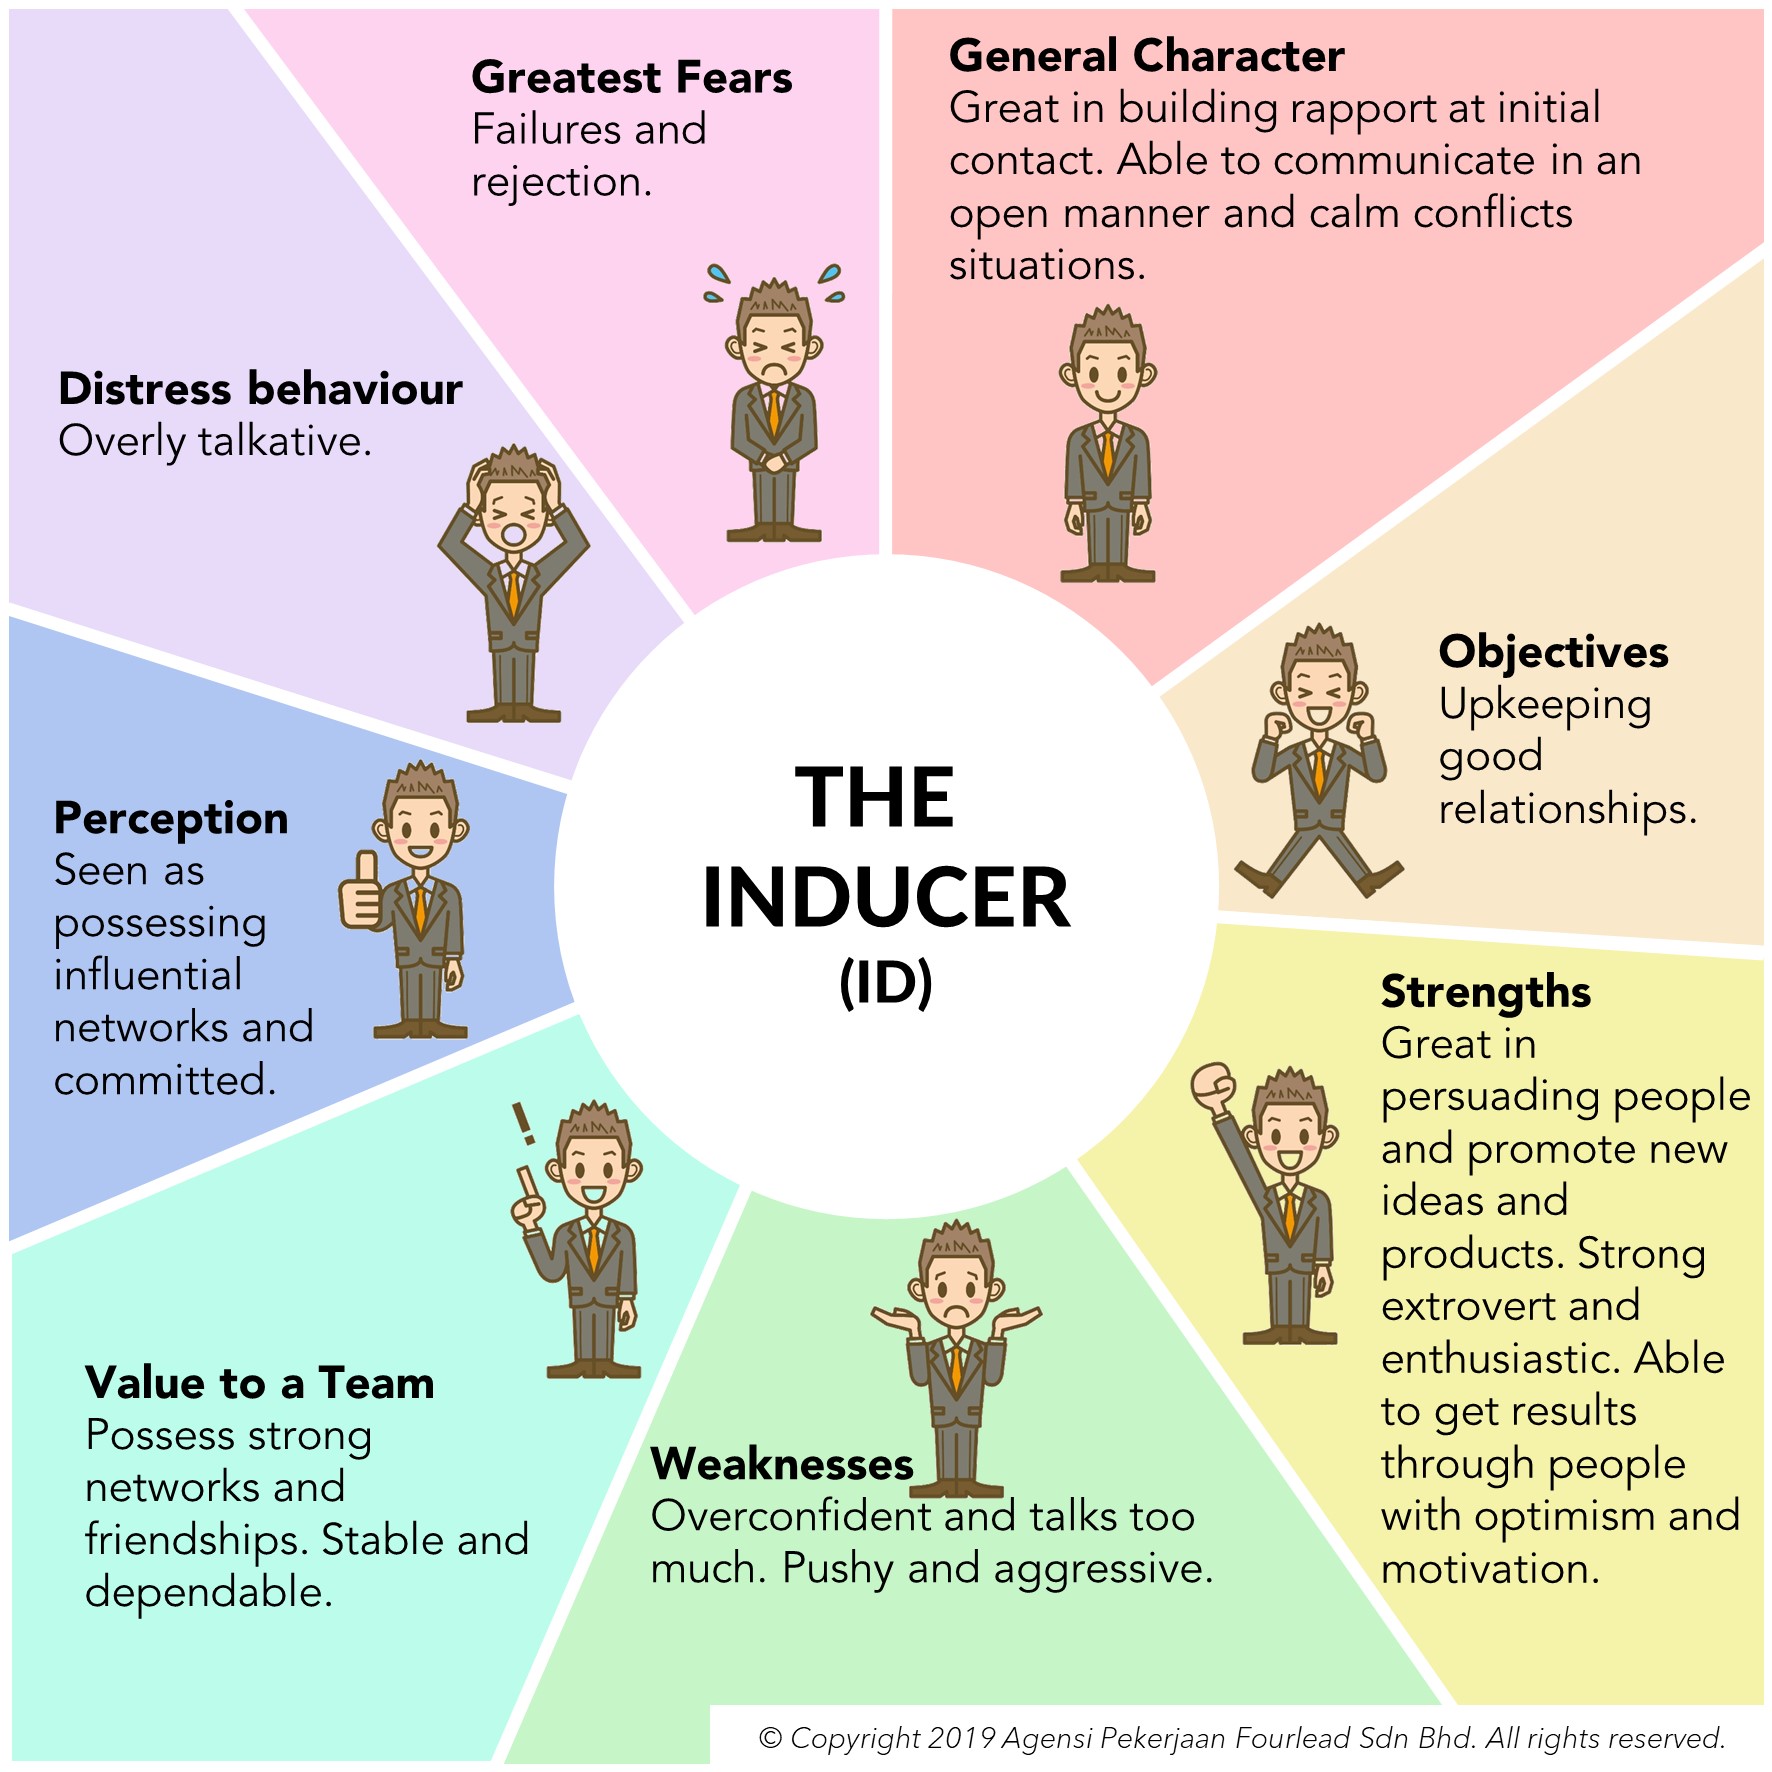 Greatest Fears
Failures and
rejection.
General Character
Great in building rapport at initial
contact. Able to communicate in an
open manner and calm conflicts
situations.
Distress behaviour
Overly talkative.
Objectives
Upkeeping
good
relationships.
THE
INDUCER
(ID)
Perception
Seen as
possessing
influential
networks and
committed.
Strengths
Great in
persuading people
and promote new
ideas and
products. Strong
extrovert and
enthusiastic. Able
to get results
through people
with optimism and
motivation.
!
Value to a Team
Possess strong
networks and
friendships. Stable and
dependable.
Weaknesses
Overconfident and talks too
much. Pushy and aggressive.
© Copyright 2019 Agensi Pekerjaan Fourlead Sdn Bhd. All rights reserved.